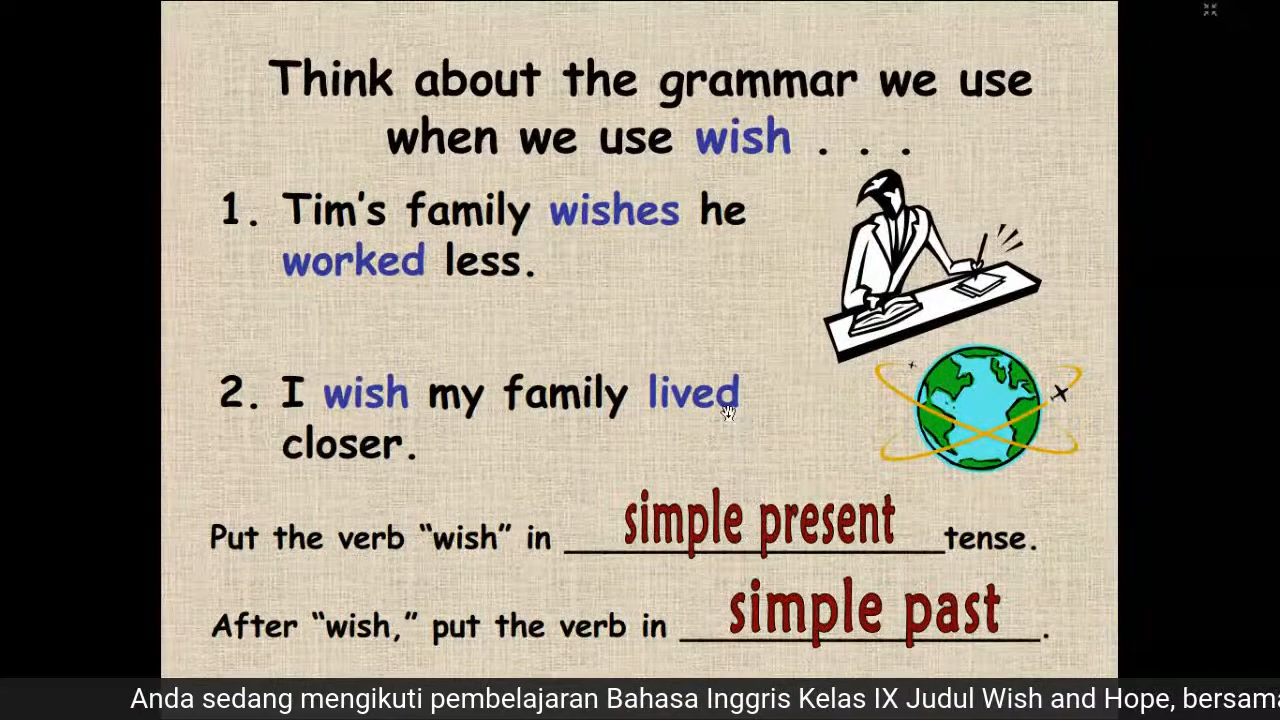 Think about the grammar we use
when we use wish . . .
1. Tim's family wishes he
worked less.
2. I wish my family lived
closer.
Put the verb “wish” in simple present tense.
After “wish,” put the verb in simple past.
Anda sedang mengikuti pembelajaran Bahasa Inggris Kelas IX Judul Wish and Hope, bersama